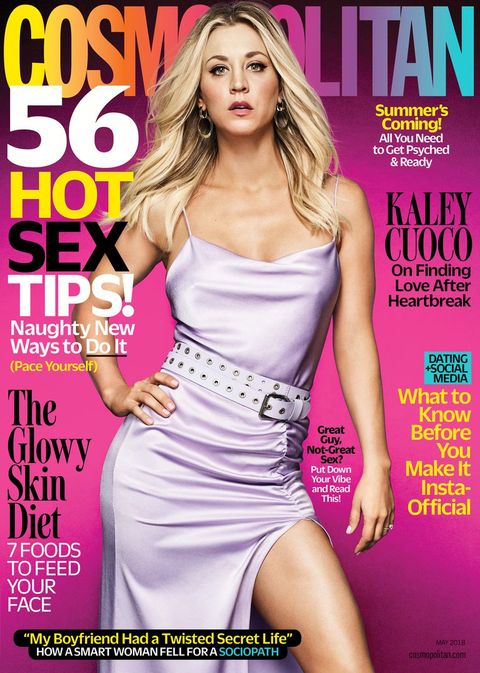 COSMOPOLITAN
56
HOT
SEX
TIPS!
Naughty New
Ways to Do It
(Pace Yourself)
The
Glowy
Skin
Diet
7 FOODS
TO FEED
YOUR
FACE
Summer's
Coming!
All You Need
to Get Psyched
& Ready
KALEY
CUOCO
On Finding
Love After
Heartbreak
DATING
+SOCIAL
MEDIA
What to
Know
Before
You
Make It
Insta-
Official
Great
Guy,
Not-Great
Sex?
Put Down
Your Vibe
and Read
This!
"My Boyfriend Had a Twisted Secret Life"
HOW A SMART WOMAN FELL FOR A SOCIOPATH
MAY 2018
cosmopolitan.com